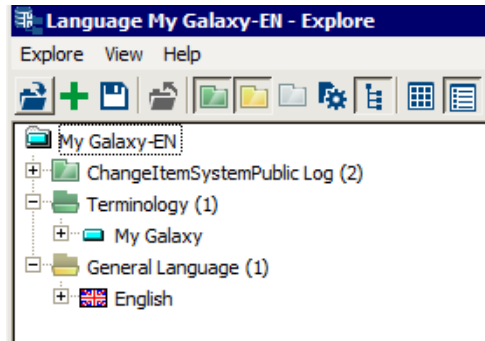 Language My Galaxy-EN - Explore
Explore View Help
My Galaxy-EN
ChangeItemSystemPublic Log (2)
Terminology (1)
My Galaxy
General Language (1)
English